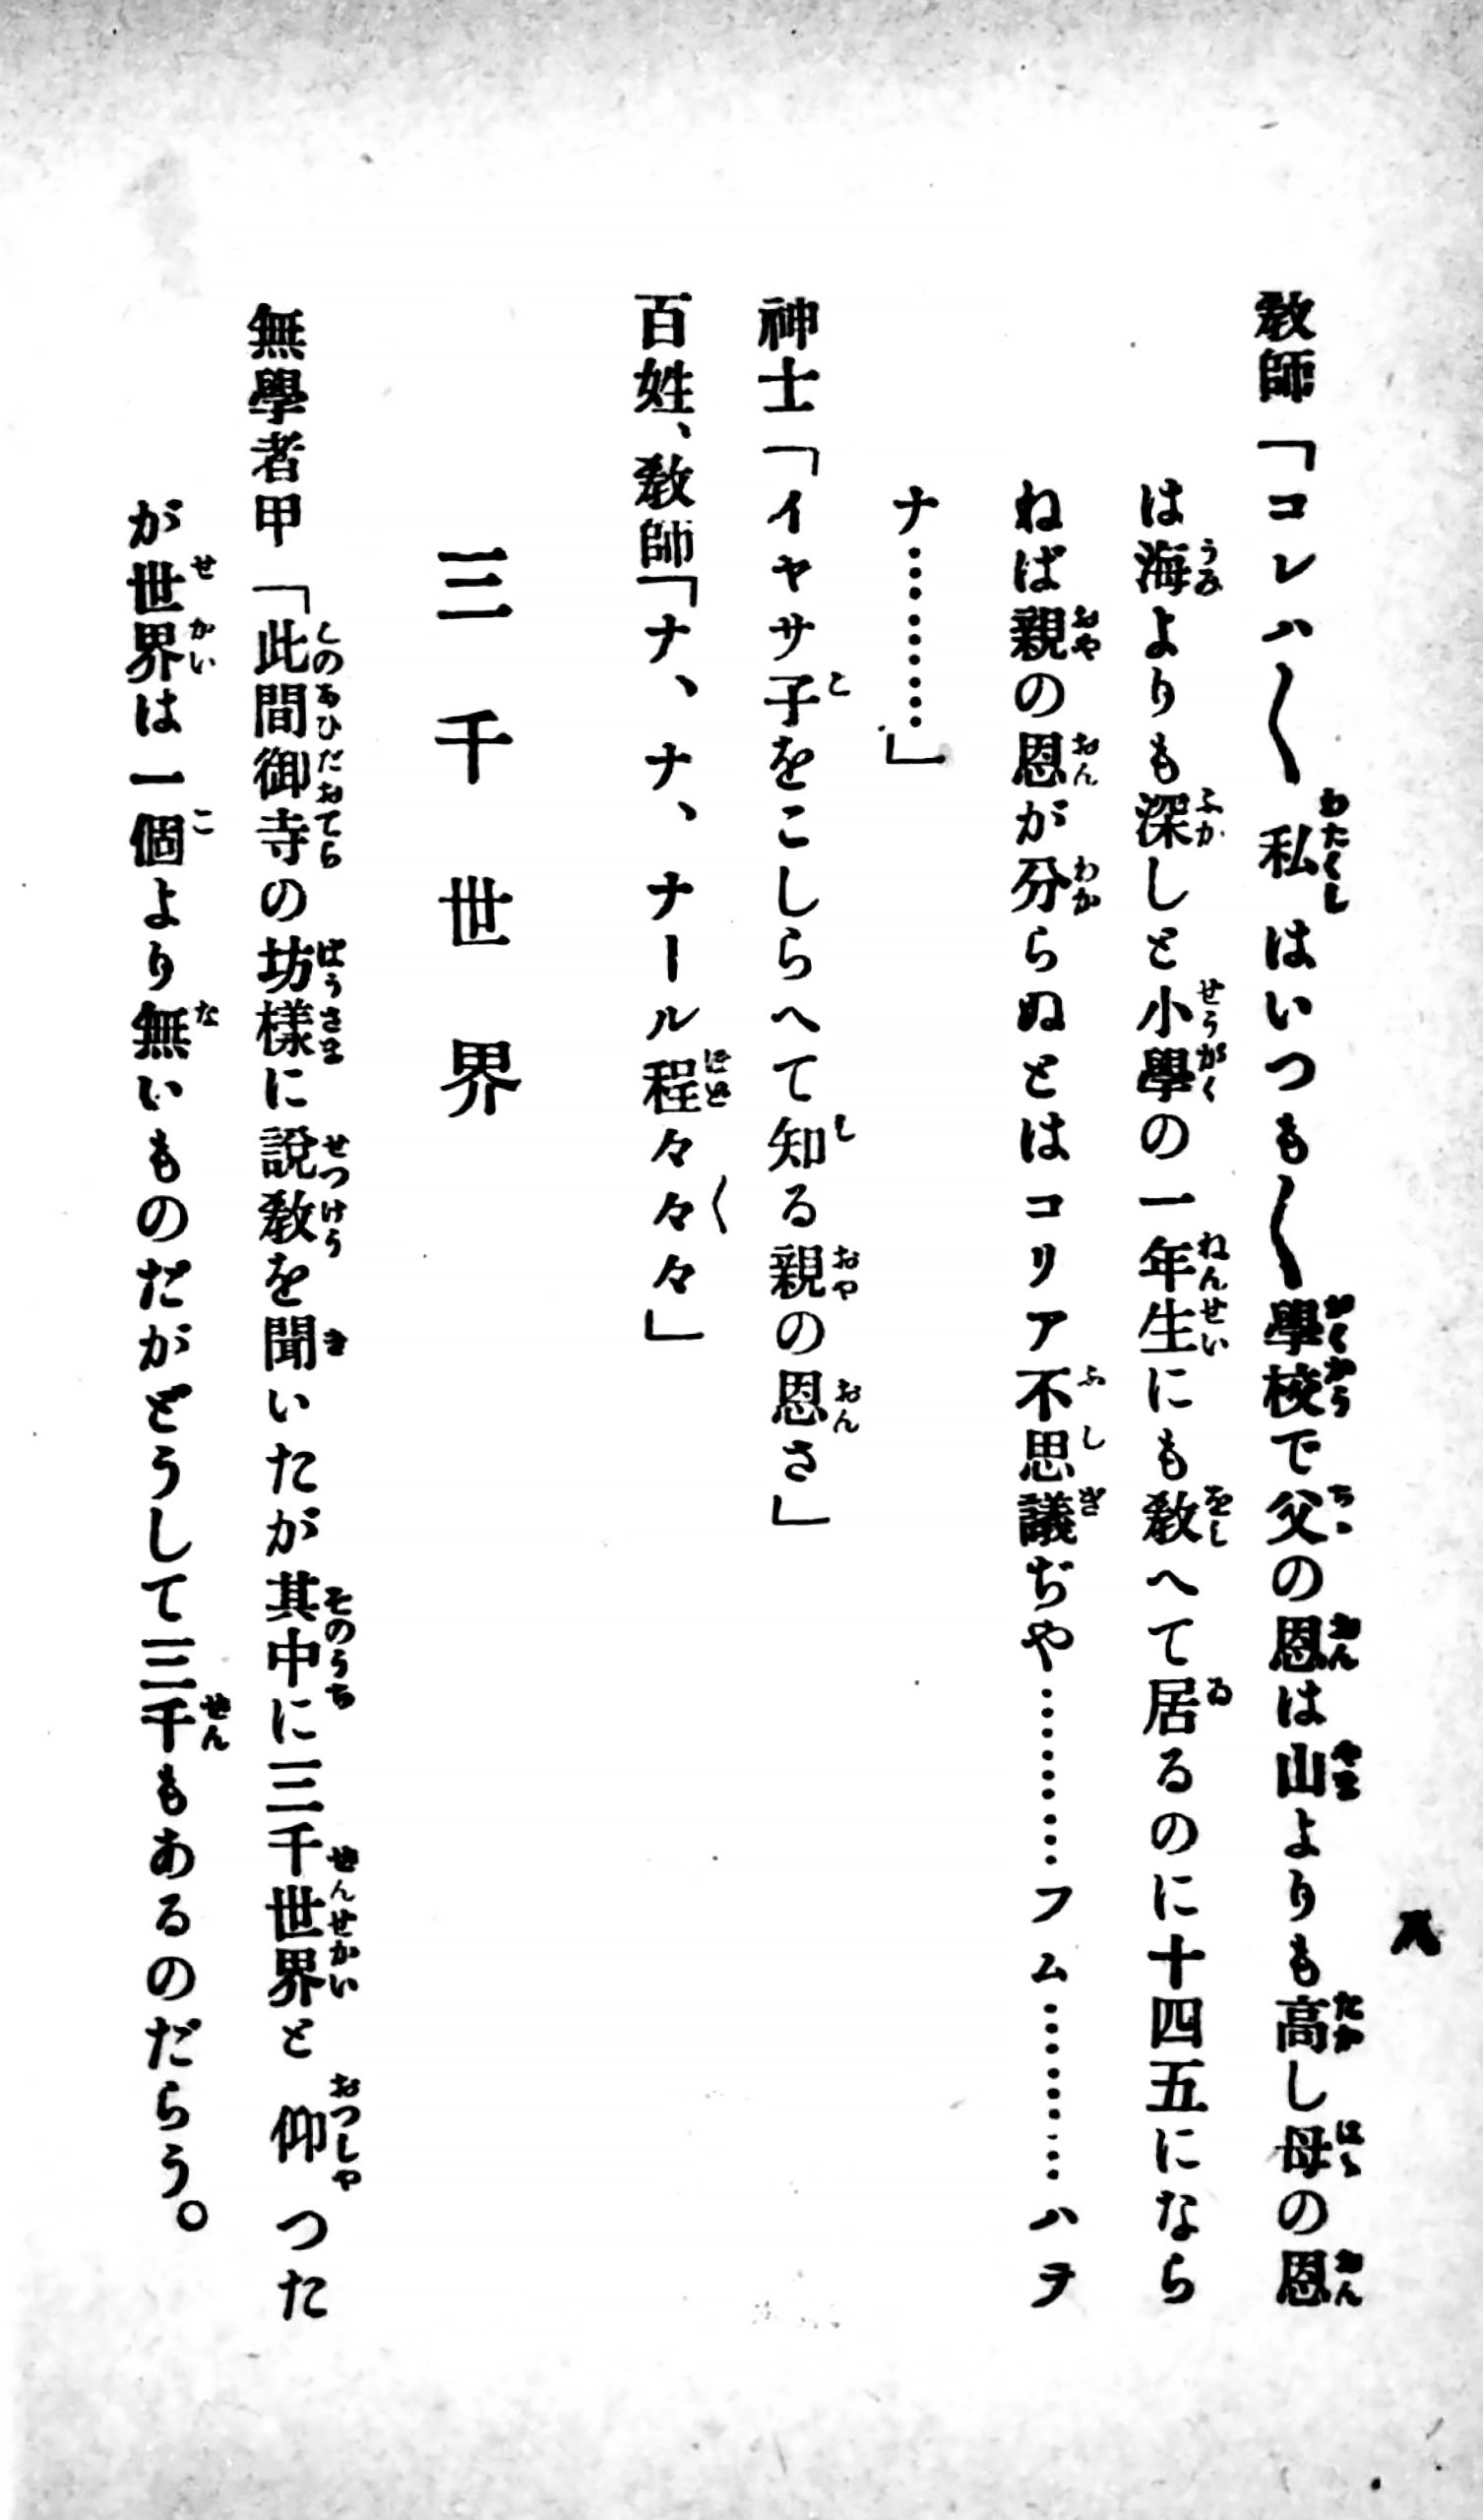 八
教師「コレハ〱私はいつも〱學校で父の恩は山よりも高し母の恩
は海よりも深しと小學の一年生にも教へて居るのに十四五になら
ねば親の恩が分らぬとはコリア不思議ぢや…………フム…………ハヲ
ナ…………」
神士「イヤサ子をこしらへて知る親の恩さ」
百姓、教師「ナ、ナ、ナール程々々々」
三千世界
無學者甲「此間御寺の坊樣に說教を聞いたが其中に三千世界と仰つた
が世界は一個より無いものだがどうして三千もあるのだらう。